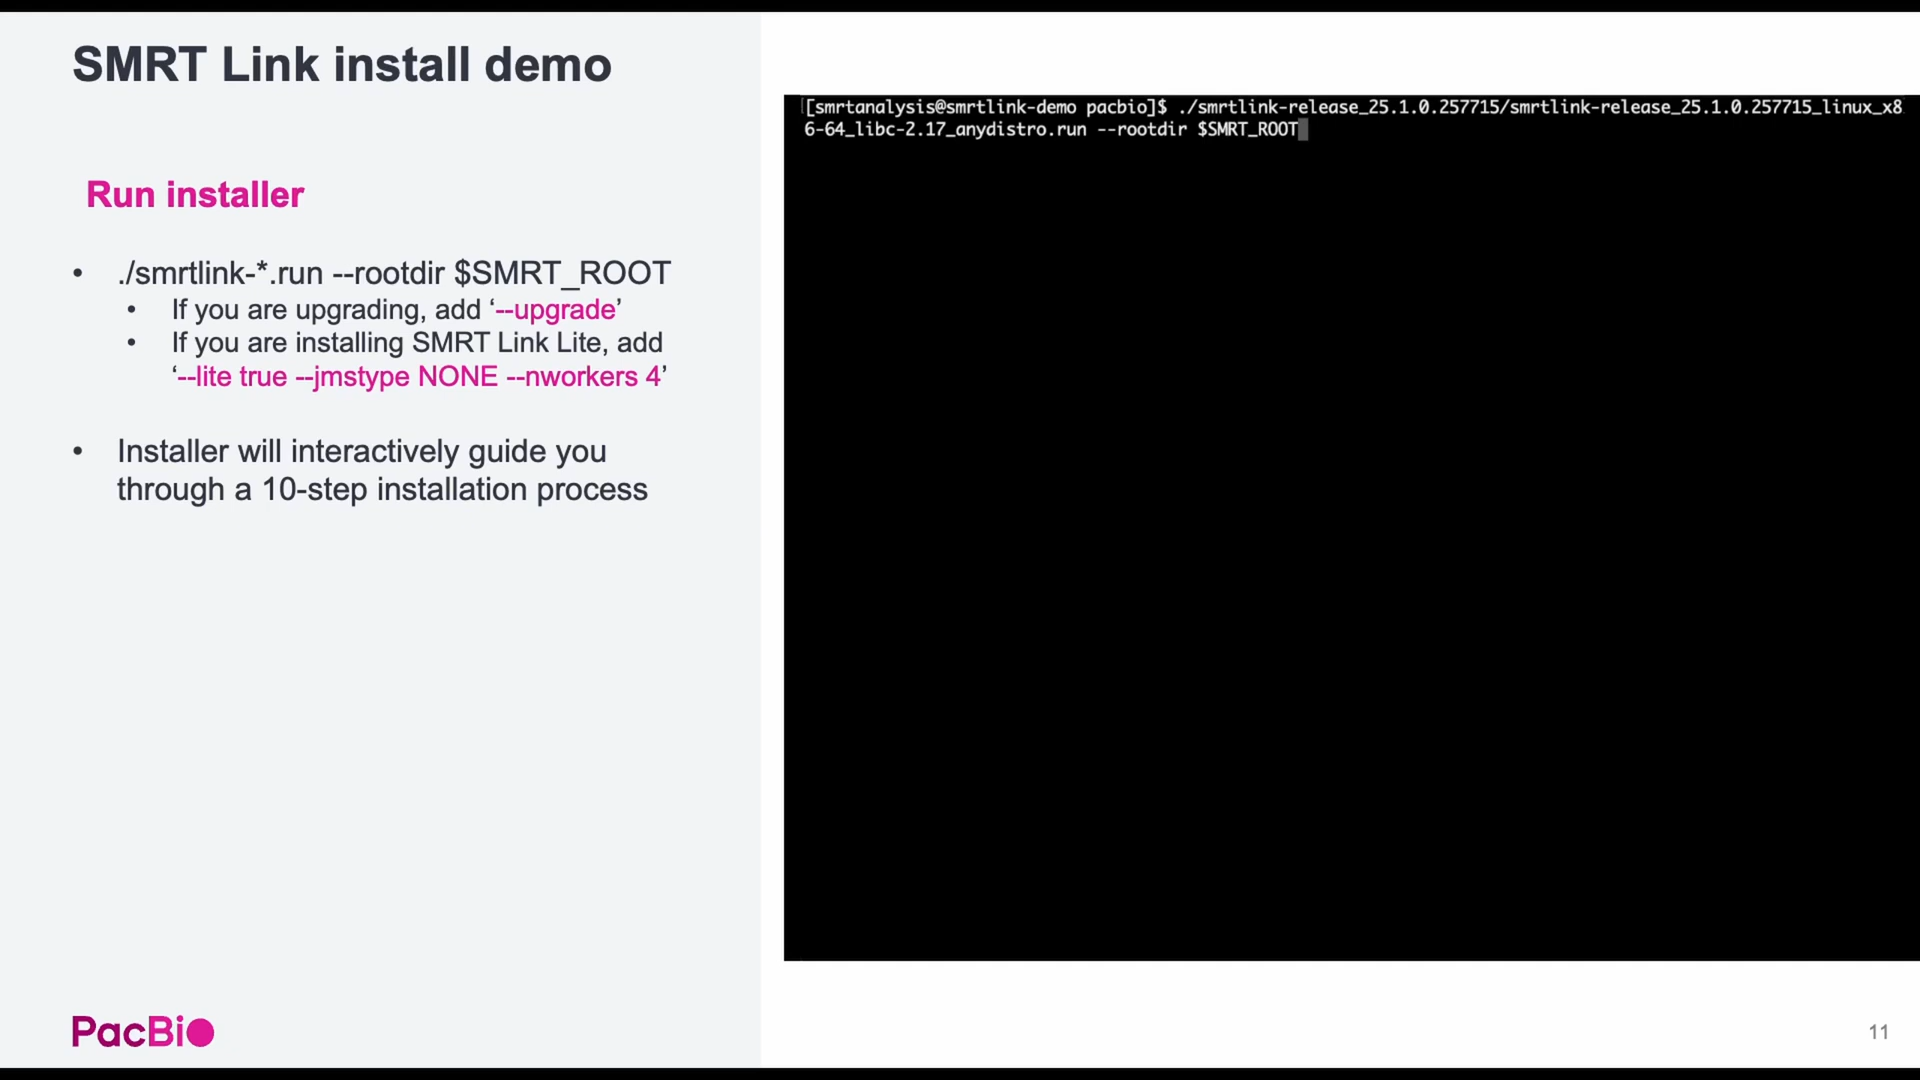 SMRT Link install demo
Run installer
• ./smrtlink-*.run --rootdir $SMRT_ROOT
• If you are upgrading, add ‘--upgrade’
• If you are installing SMRT Link Lite, add
‘--lite true --jmstype NONE --nworkers 4’
• Installer will interactively guide you
through a 10-step installation process
[smrtanalysis@smrtlink-demo pacbio]$ ./smrtlink-release_25.1.0.257715/smrtlink-release_25.1.0.257715_linux_x8
6-64_libc-2.17_anydistro.run --rootdir $SMRT_ROOT
PacBio
11